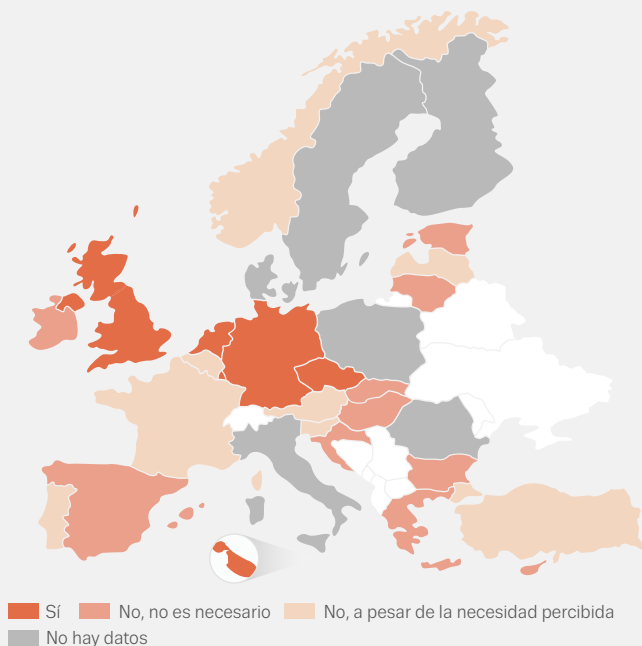 Sí No, no es necesario No, a pesar de la necesidad percibida
No hay datos